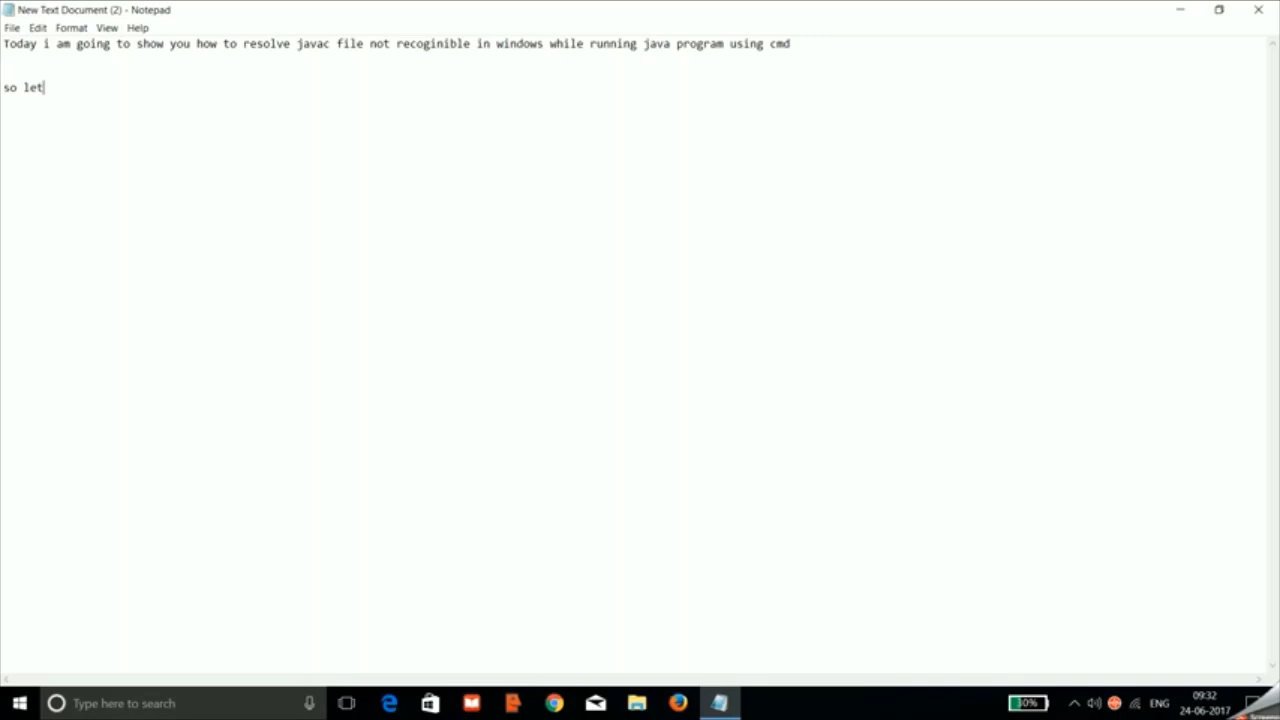 New Text Document (2) - Notepad
File Edit Format View Help
Today i am going to show you how to resolve javac file not recoginible in windows while running java program using cmd
so let
Type here to search
30%
ENG
09:32
24-06-2017